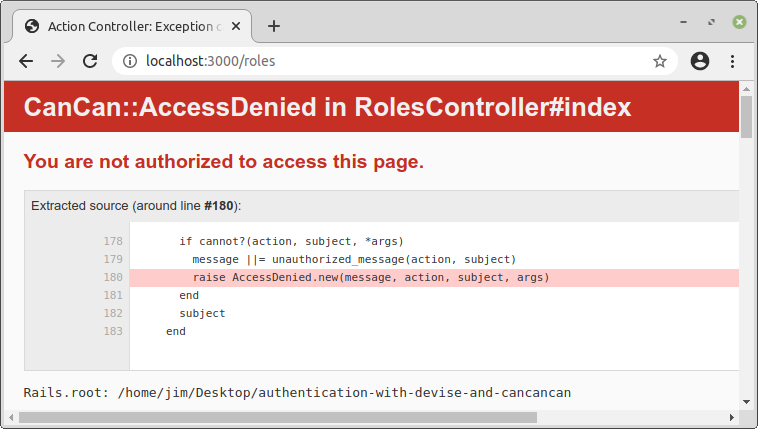 Action Controller: Exception c
localhost:3000/roles
CanCan::AccessDenied in RolesController#index
You are not authorized to access this page.
Extracted source (around line #180):
178 if cannot?(action, subject, *args)
179 message ||= unauthorized_message(action, subject)
180 raise AccessDenied.new(message, action, subject, args)
181 end
182 subject
183 end
Rails.root: /home/jim/Desktop/authentication-with-devise-and-cancancan